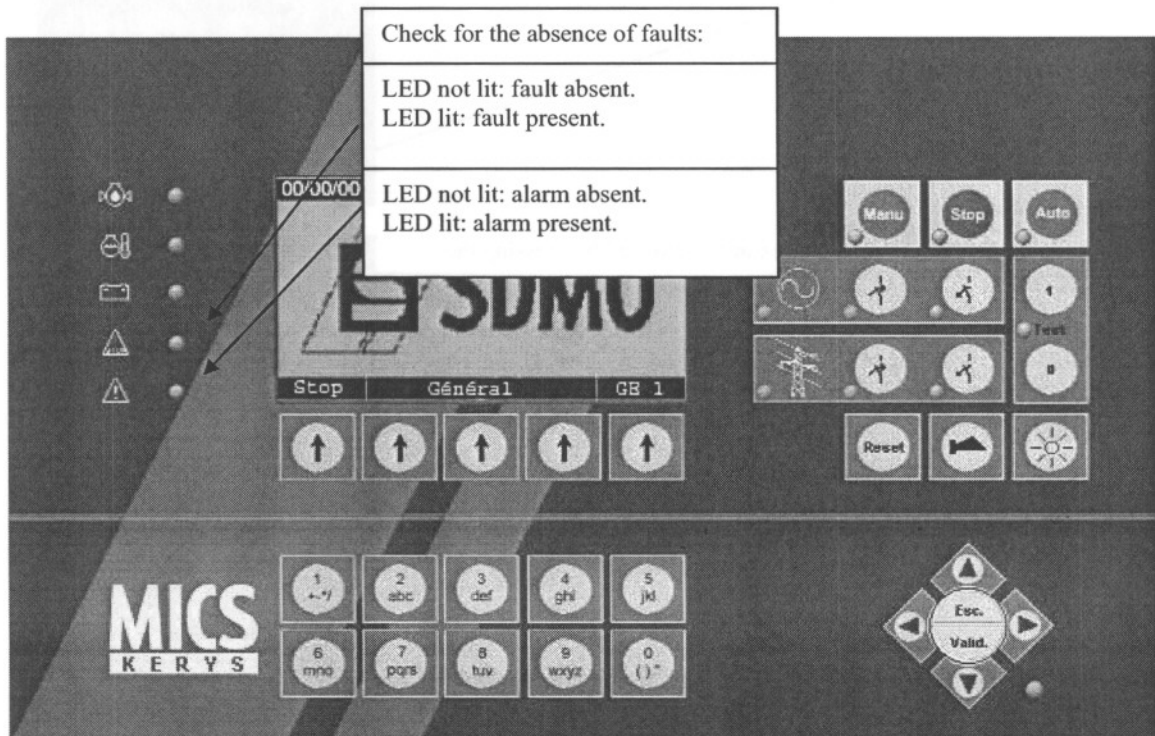 Check for the absence of faults:
LED not lit: fault absent.
LED lit: fault present.
LED not lit: alarm absent.
LED lit: alarm present.
00/00/00
SDMO
Stop Général GE 1
Manu Stop Auto
1
Test
0
Reset
MICS
KERYS
1 2 3 4 5
+-*/ abc def ghi jkl
6 7 8 9 0
mno pqrs tuv wxyz ( ) "
Esc.
Valid.